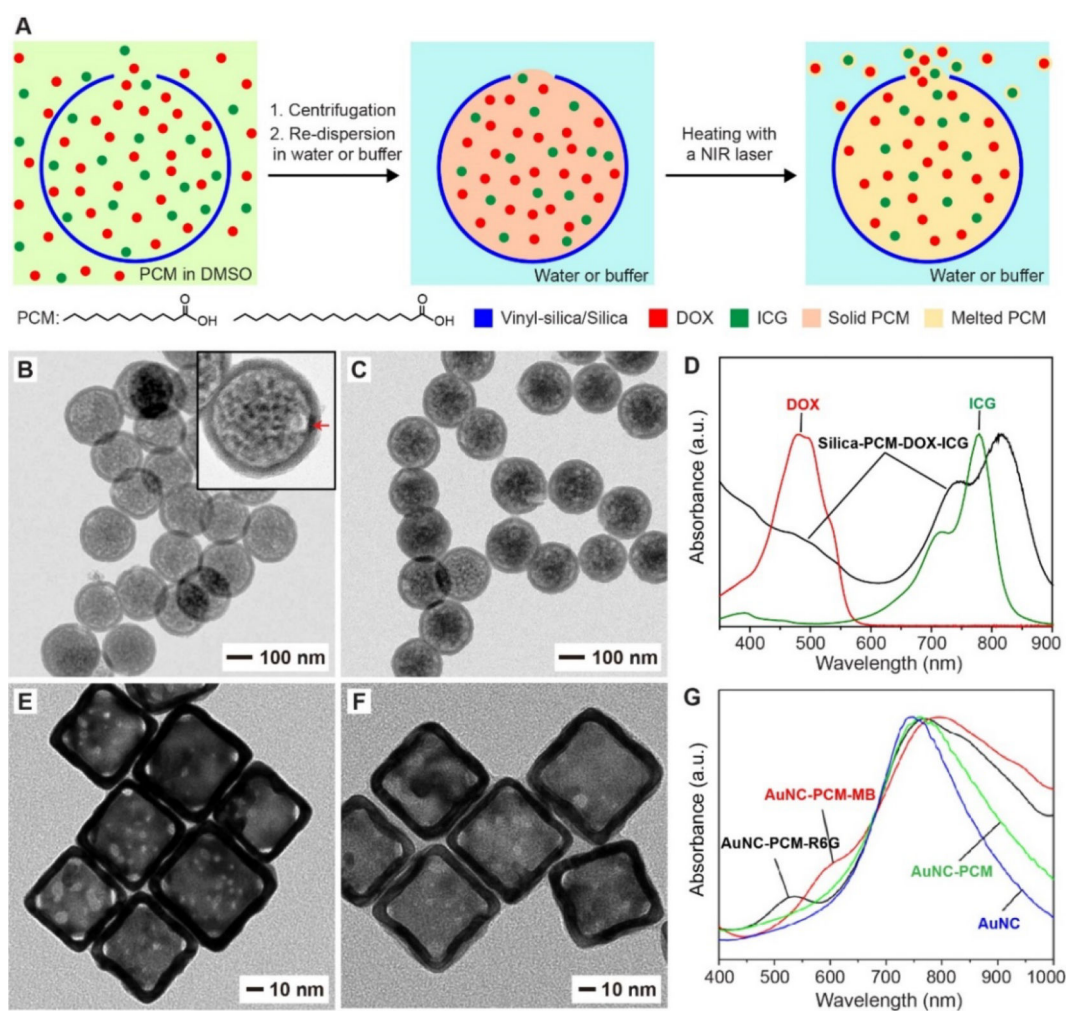 A
1. Centrifugation
2. Re-dispersion
in water or buffer
Heating with
a NIR laser
PCM in DMSO
Water or buffer
Water or buffer
PCM:
O
OH
O
OH
Vinyl-silica/Silica
DOX
ICG
Solid PCM
Melted PCM
B
100 nm
C
100 nm
D
DOX
ICG
Silica-PCM-DOX-ICG
Absorbance (a.u.)
400 500 600 700 800 900
Wavelength (nm)
E
10 nm
F
10 nm
G
AuNC-PCM-MB
AuNC-PCM-R6G
AuNC-PCM
AuNC
Absorbance (a.u.)
400 500 600 700 800 900 1000
Wavelength (nm)